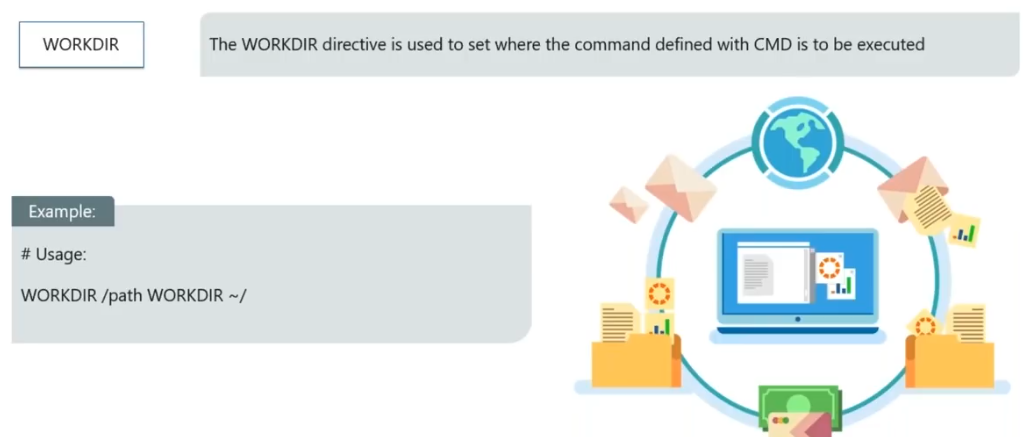 WORKDIR
The WORKDIR directive is used to set where the command defined with CMD is to be executed
Example:
# Usage:
WORKDIR /path WORKDIR ~/